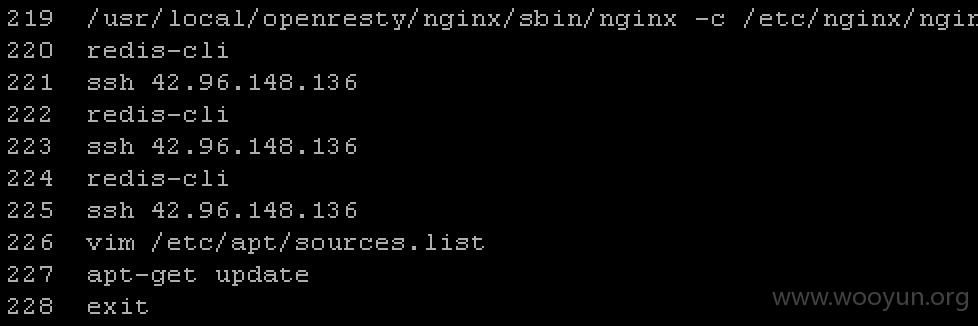 219 /usr/local/openresty/nginx/sbin/nginx -c /etc/nginx/ngin
220 redis-cli
221 ssh 42.96.148.136
222 redis-cli
223 ssh 42.96.148.136
224 redis-cli
225 ssh 42.96.148.136
226 vim /etc/apt/sources.list
227 apt-get update
228 exit
www.wooyun.org